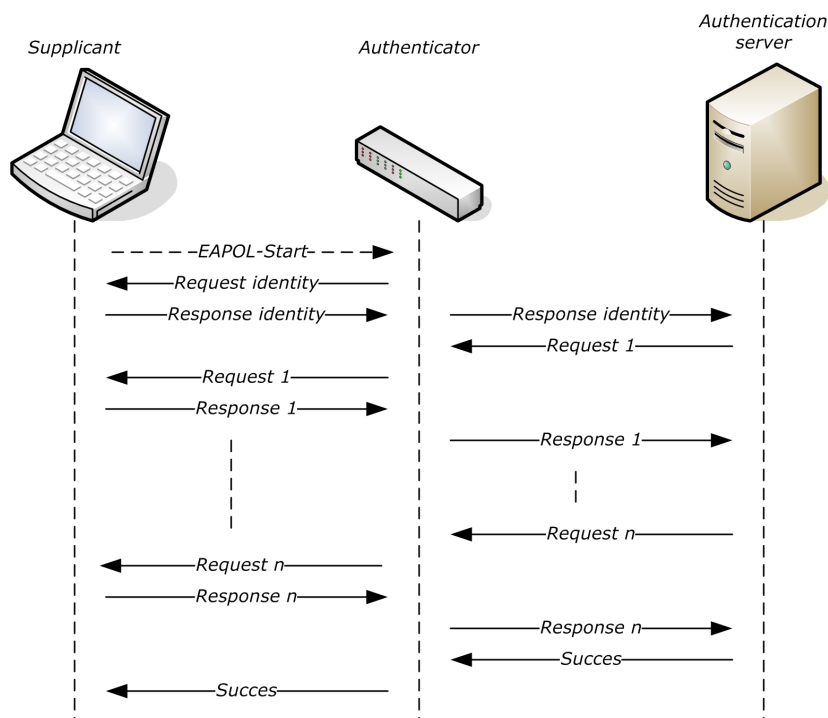 Supplicant
Authenticator
Authentication
server
EAPOL-Start
Request identity
Response identity
Response identity
Request 1
Request 1
Response 1
Response 1
Request n
Request n
Response n
Response n
Succes
Succes